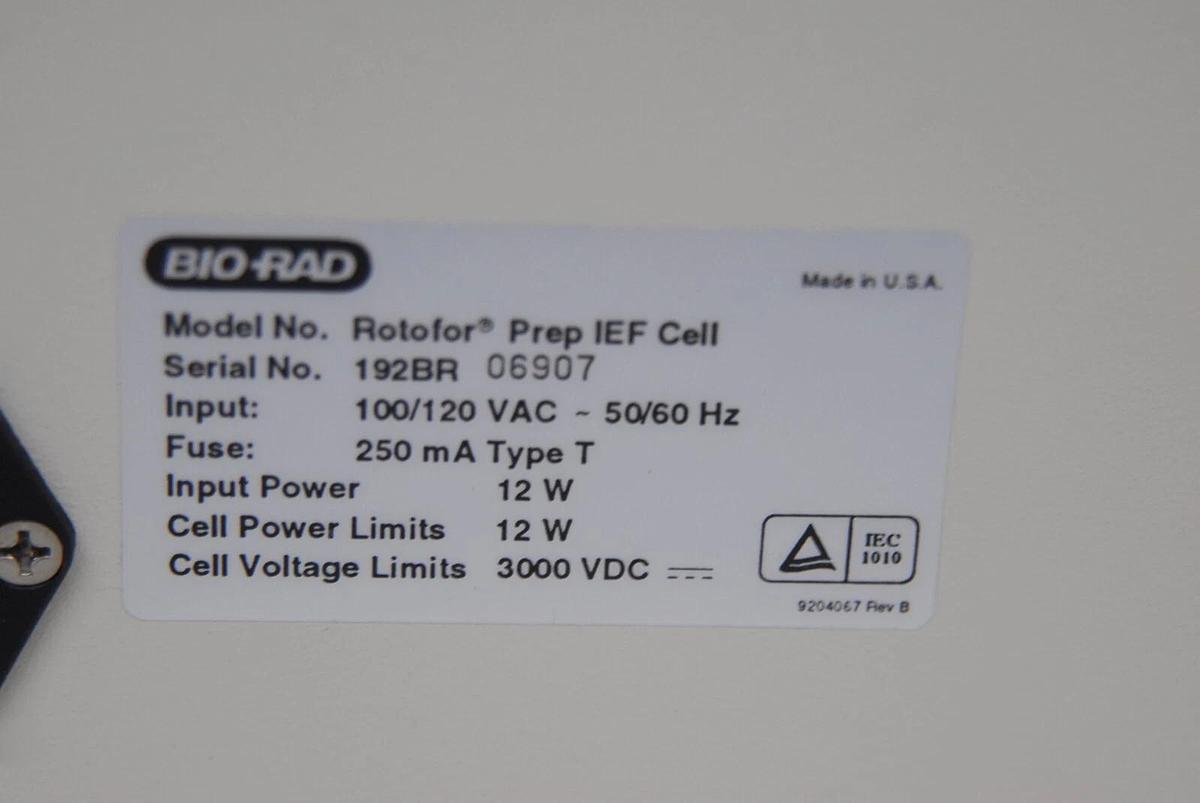 BIO-RAD
Made in U.S.A.
Model No. Rotofor® Prep IEF Cell
Serial No. 192BR 06907
Input: 100/120 VAC ~ 50/60 Hz
Fuse: 250 mA Type T
Input Power 12 W
Cell Power Limits 12 W
Cell Voltage Limits 3000 VDC
IEC
1010
9204067 Rev B